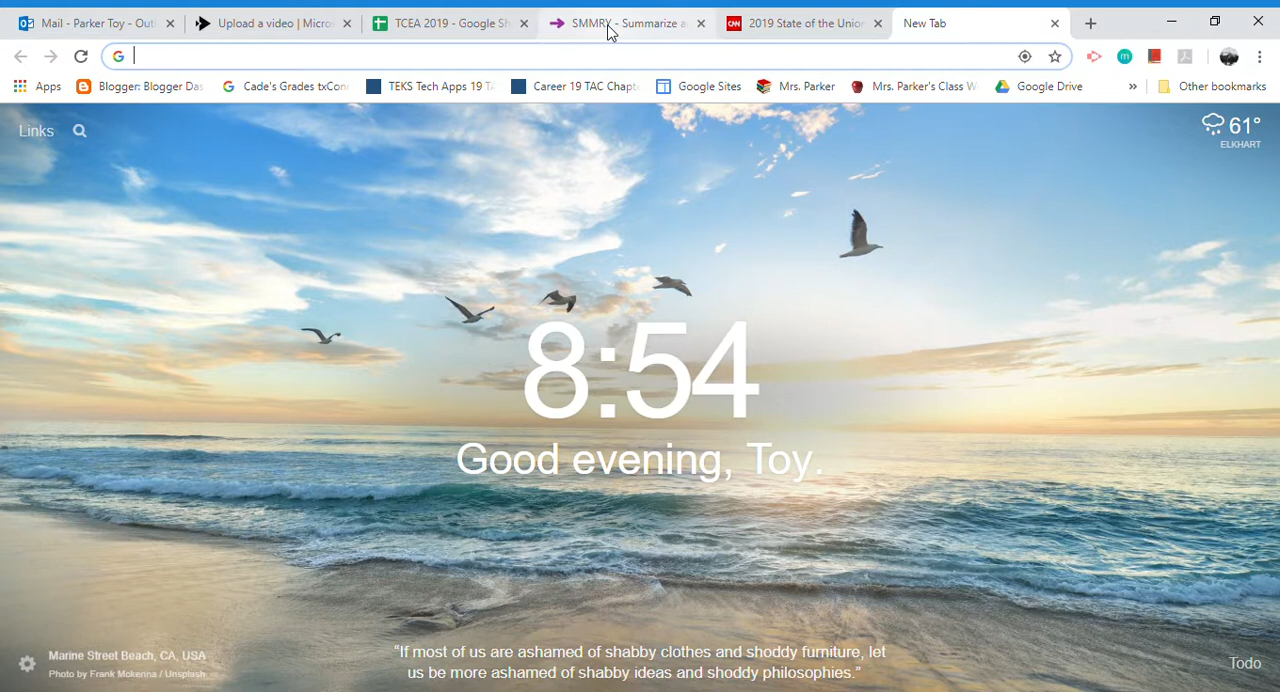 Mail - Parker Toy - Out
Upload a video | Micros
TCEA 2019 - Google Sh
SMMRY - Summarize a
2019 State of the Union
New Tab
Apps
Blogger: Blogger Das
Cade's Grades txCon
TEKS Tech Apps 19 TA
Career 19 TAC Chapt
Google Sites
Mrs. Parker
Mrs. Parker's Class W
Google Drive
»
Other bookmarks
Links
61°
ELKHART
8:54
Good evening, Toy.
Marine Street Beach, CA, USA
Photo by Frank Mckenna / Unsplash
“If most of us are ashamed of shabby clothes and shoddy furniture, let
us be more ashamed of shabby ideas and shoddy philosophies.”
Todo